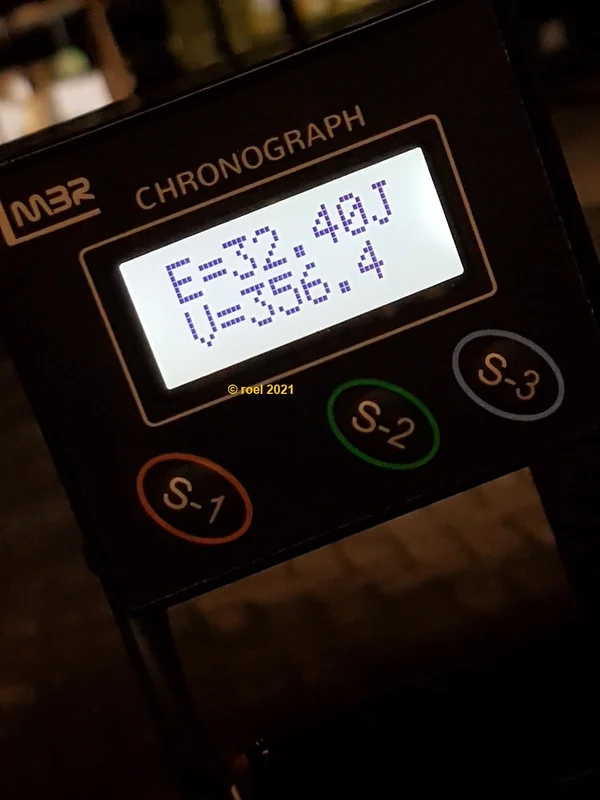 MBR
CHRONOGRAPH
E=32.40J
V=356.4
© roel 2021
S-1
S-2
S-3